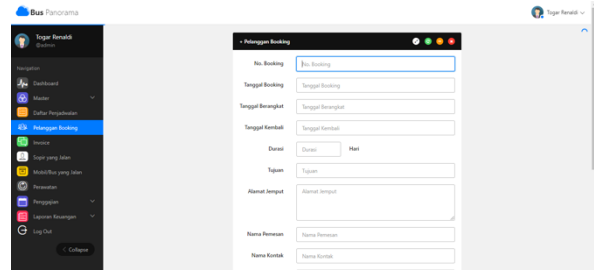 Bus Panorama
Togar Renaldi
Togar Renaldi
@admin
Navigation
Dashboard
Master
Daftar Penjadwalan
Pelanggan Booking
Invoice
Sopir yang Jalan
Mobil/Bus yang Jalan
Perawatan
Penggajian
Laporan Keuangan
Log Out
< Collapse
+ Pelanggan Booking
No. Booking No. Booking
Tanggal Booking Tanggal Booking
Tanggal Berangkat Tanggal Berangkat
Tanggal Kembali Tanggal Kembali
Durasi Durasi Hari
Tujuan Tujuan
Alamat Jemput Alamat Jemput
Nama Pemesan Nama Pemesan
Nama Kontak Nama Kontak